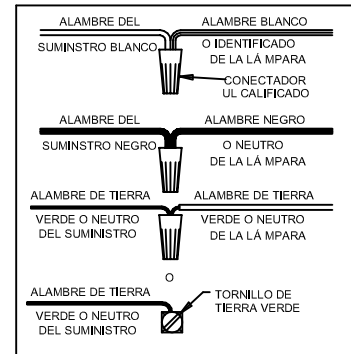 ALAMBRE DEL ALAMBRE BLANCO
SUMINSTRO BLANCO O IDENTIFICADO
DE LA LÁ MPARA
CONECTADOR
UL CALIFICADO
ALAMBRE DEL ALAMBRE NEGRO
SUMINSTRO NEGRO O NEUTRO
DE LA LÁ MPARA
ALAMBRE DE TIERRA ALAMBRE DE TIERRA
VERDE O NEUTRO VERDE O NEUTRO
DEL SUMINISTRO DE LA LÁ MPARA
O
ALAMBRE DE TIERRA TORNILLO DE
VERDE O NEUTRO TIERRA VERDE
DEL SUMINISTRO